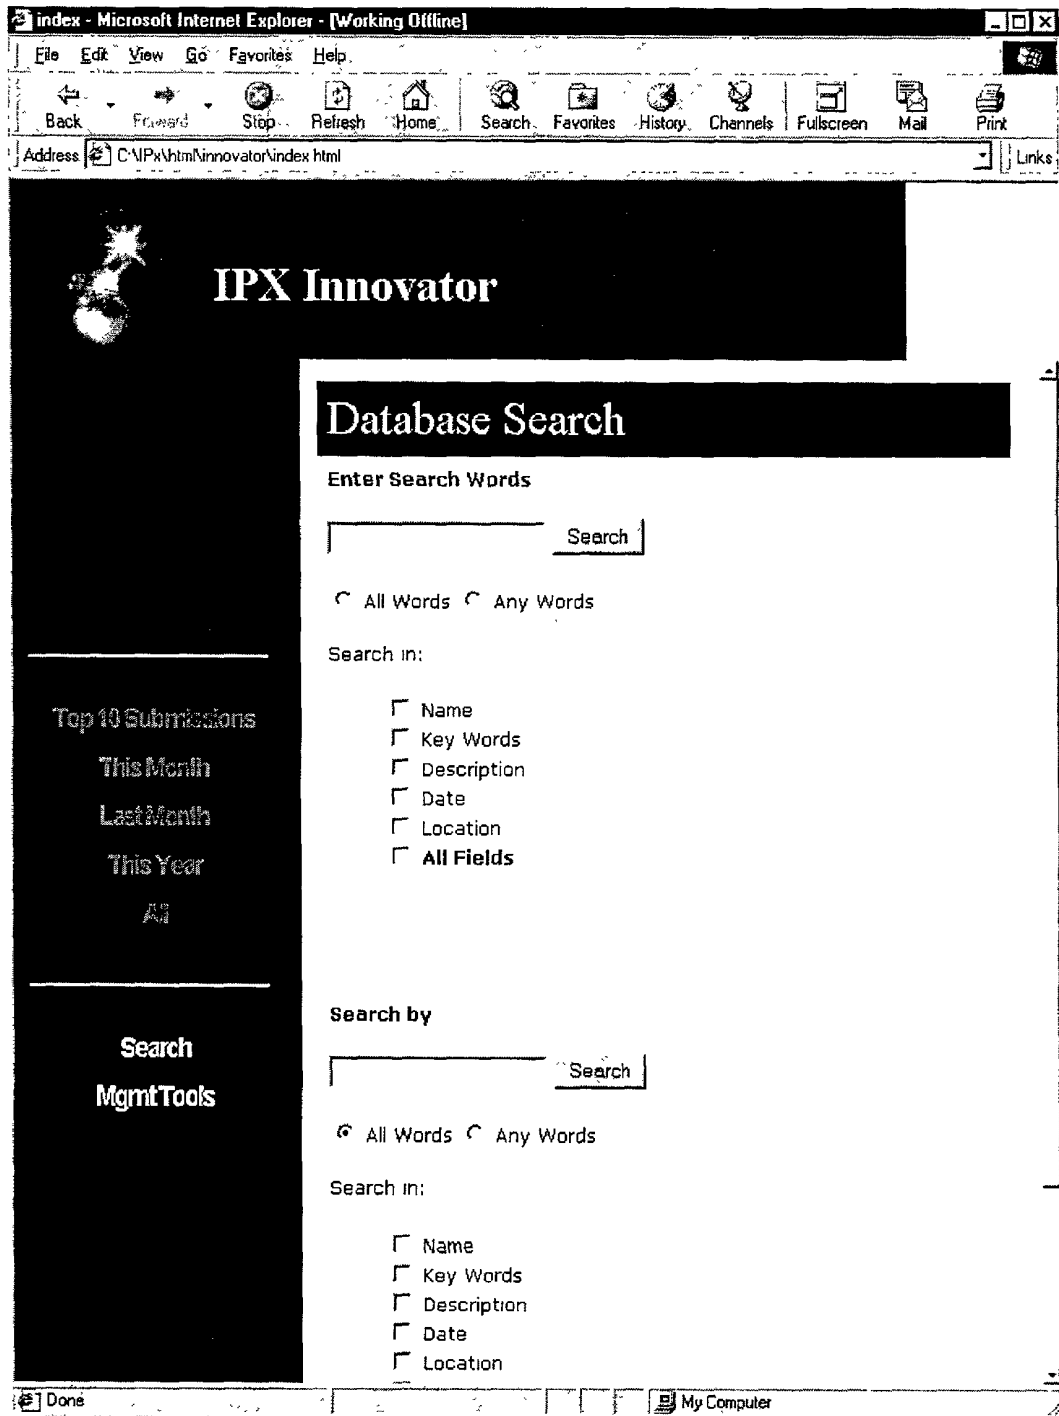 index - Microsoft Internet Explorer - [Working Offline]
File Edit View Go Favorites Help
Back Forward Stop Refresh Home Search Favorites History Channels Fullscreen Mail Print
Address C:\IPx\html\innovator\index html Links
IPX Innovator
Database Search
Enter Search Words
Search
All Words Any Words
Search in:
Name
Key Words
Description
Date
Location
All Fields
Top 10 Submissions
This Month
Last Month
This Year
All
Search
MgmtTools
Search by
Search
All Words Any Words
Search in:
Name
Key Words
Description
Date
Location
Done My Computer